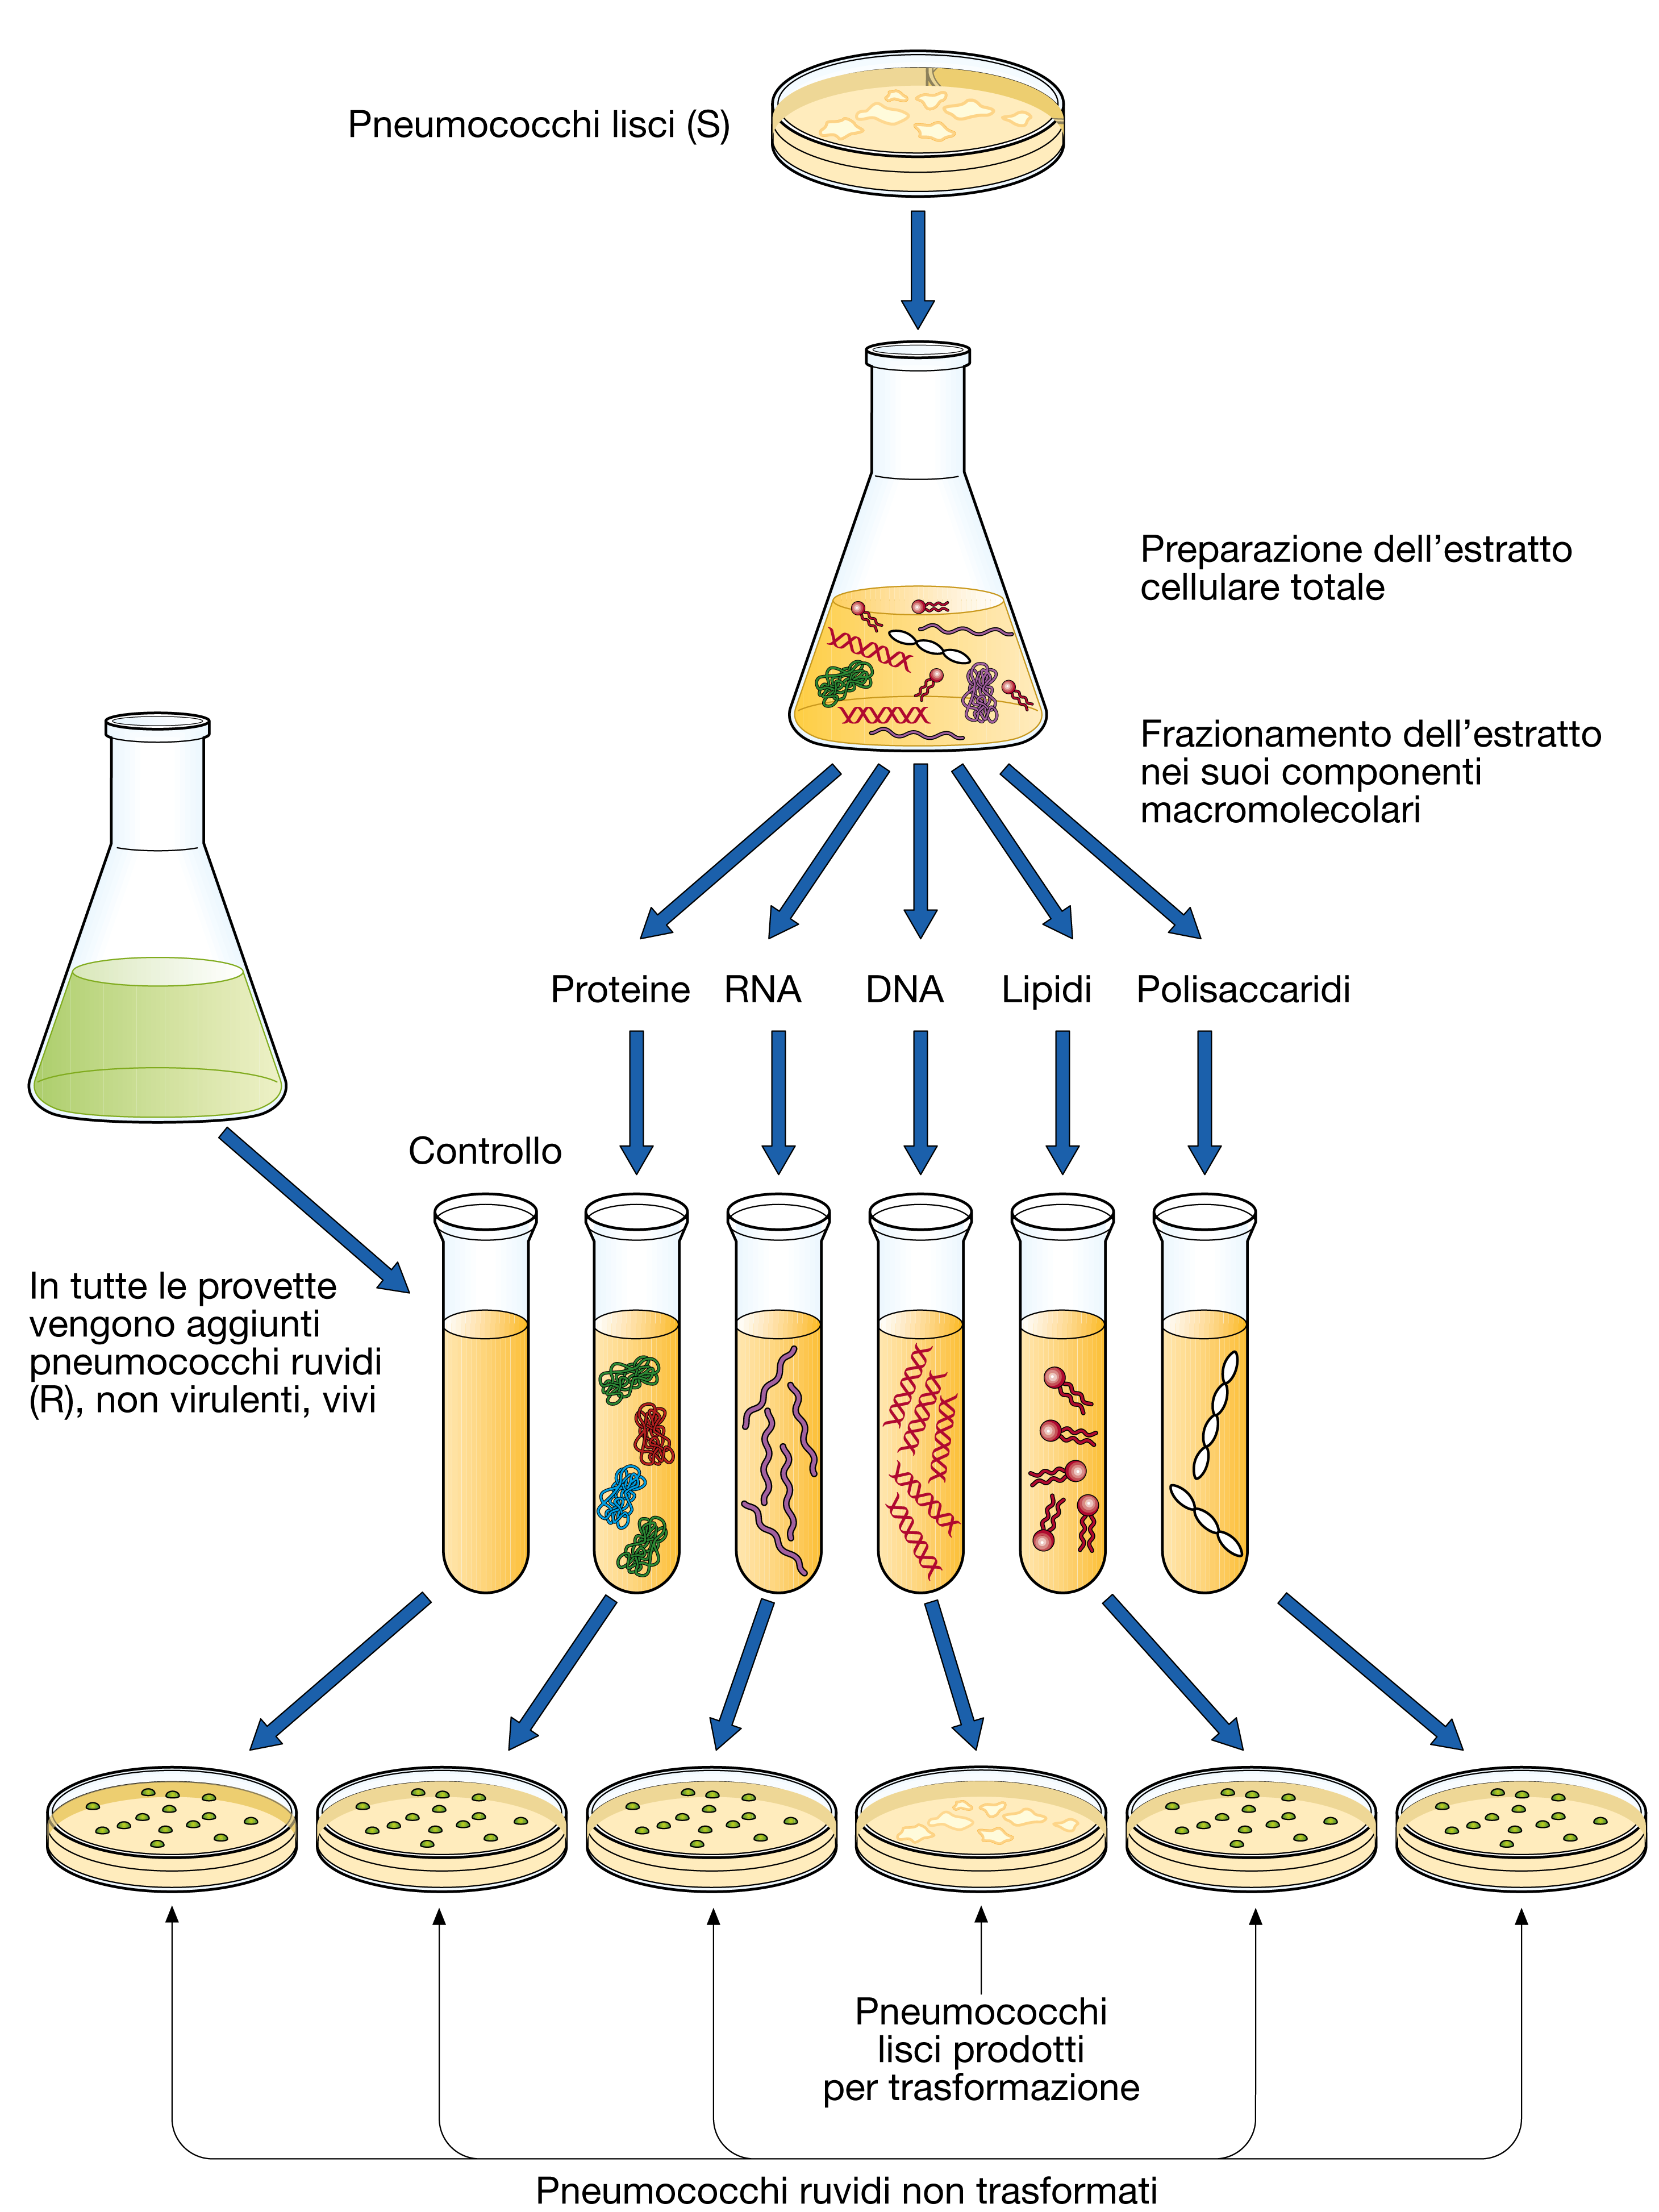 Pneumococchi lisci (S)
Preparazione dell’estratto
cellulare totale
Frazionamento dell’estratto
nei suoi componenti
macromolecolari
Proteine
RNA
DNA
Lipidi
Polisaccaridi
Controllo
In tutte le provette
vengono aggiunti
pneumococchi ruvidi
(R), non virulenti, vivi
Pneumococchi
lisci prodotti
per trasformazione
Pneumococchi ruvidi non trasformati